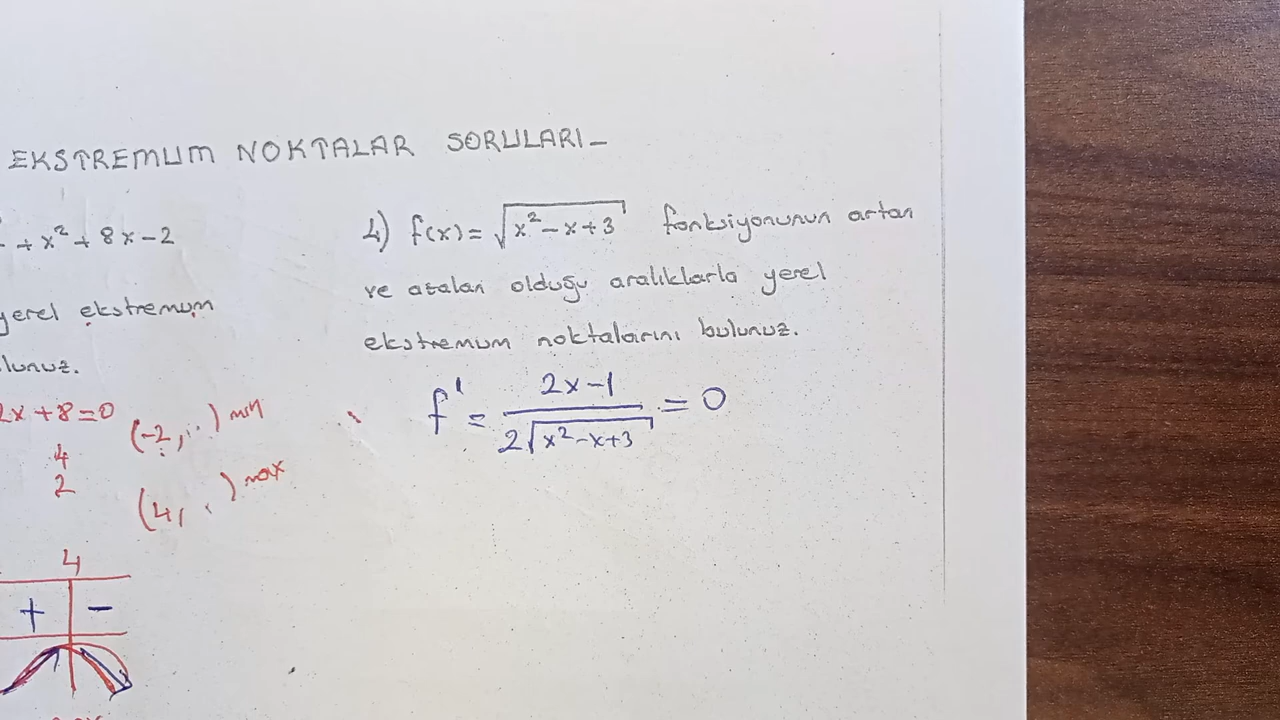 EKSTREMUM NOKTALAR SORULARI-
+ x² + 8x - 2
yerel ekstremum
lunuz.
2x + 8 = 0
(-2, ..) min
4
2
(4, .) max
4
+ -
4) f(x) = √(x² - x + 3) fonksiyonunun artan
ve azalan olduğu aralıklarla yerel
ekstremum noktalarını bulunuz.
f' = (2x - 1) / (2√(x² - x + 3)) = 0